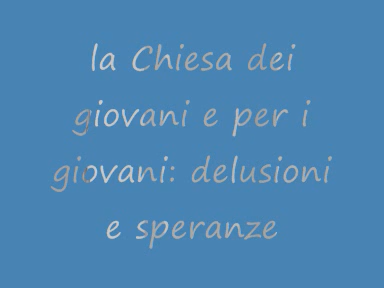 la Chiesa dei
giovani e per i
giovani: delusioni
e speranze